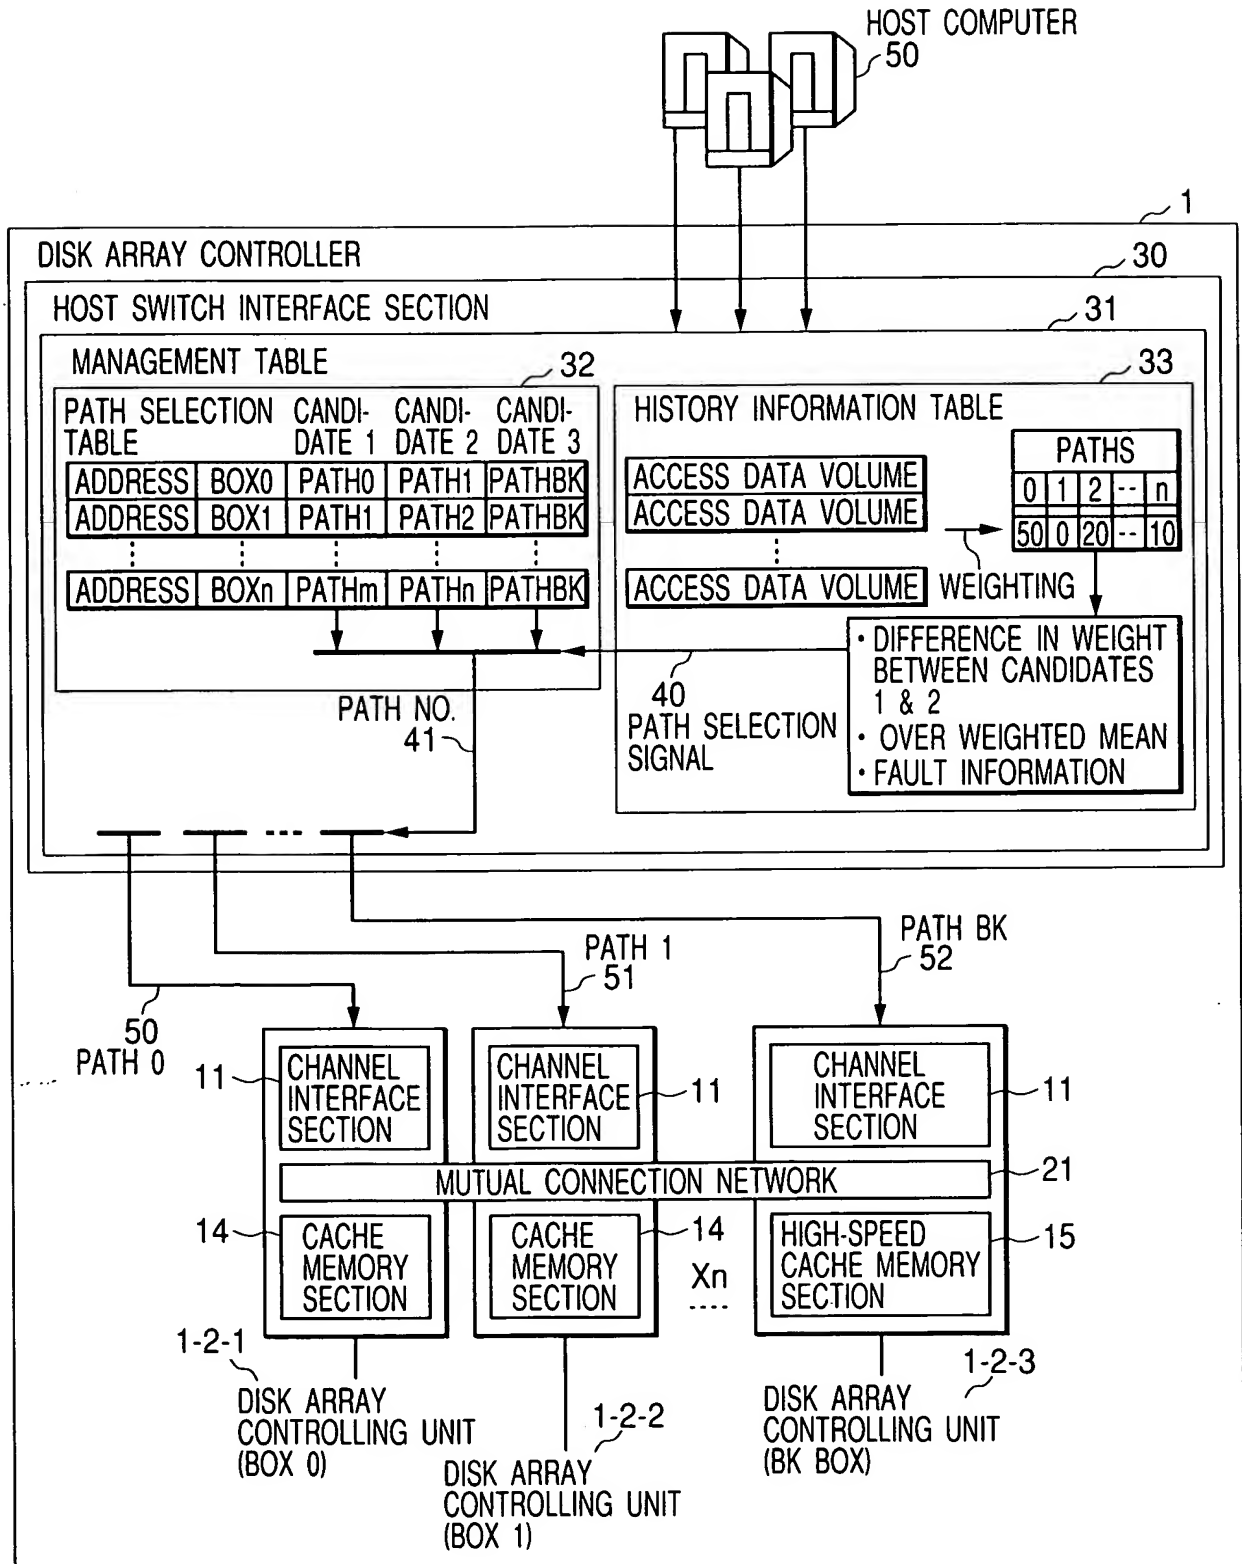 HOST COMPUTER
50
1
DISK ARRAY CONTROLLER
30
HOST SWITCH INTERFACE SECTION
31
MANAGEMENT TABLE
32
PATH SELECTION TABLE
CANDI-DATE 1
CANDI-DATE 2
CANDI-DATE 3
ADDRESS BOX0 PATH0 PATH1 PATHBK
ADDRESS BOX1 PATH1 PATH2 PATHBK
ADDRESS BOXn PATHm PATHn PATHBK
33
HISTORY INFORMATION TABLE
ACCESS DATA VOLUME
ACCESS DATA VOLUME
ACCESS DATA VOLUME
WEIGHTING
PATHS
0 1 2 -- n
50 0 20 -- 10
• DIFFERENCE IN WEIGHT
BETWEEN CANDIDATES
1 & 2
• OVER WEIGHTED MEAN
• FAULT INFORMATION
40
PATH SELECTION
SIGNAL
PATH NO.
41
50
PATH 0
PATH 1
51
PATH BK
52
11
CHANNEL
INTERFACE
SECTION
CHANNEL
INTERFACE
SECTION
11
CHANNEL
INTERFACE
SECTION
11
MUTUAL CONNECTION NETWORK
21
14
CACHE
MEMORY
SECTION
CACHE
MEMORY
SECTION
14
Xn
HIGH-SPEED
CACHE MEMORY
SECTION
15
1-2-1
DISK ARRAY
CONTROLLING UNIT
(BOX 0)
1-2-2
DISK ARRAY
CONTROLLING UNIT
(BOX 1)
1-2-3
DISK ARRAY
CONTROLLING UNIT
(BK BOX)